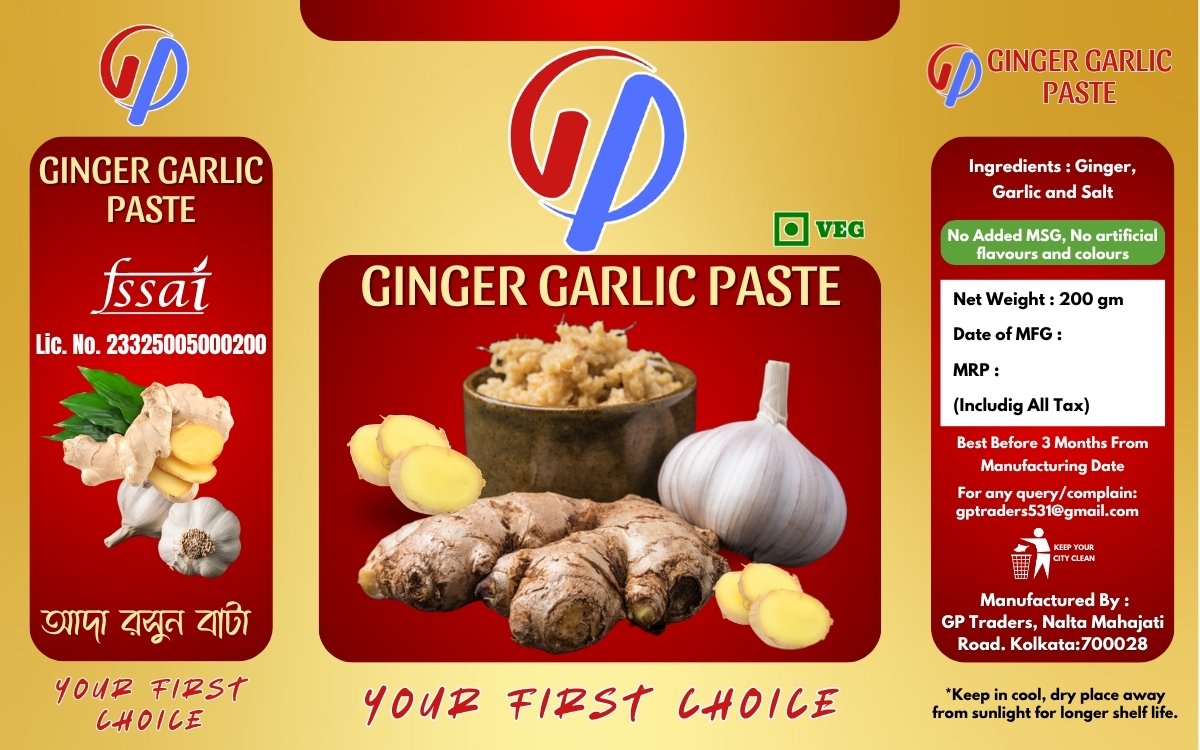 GP
GINGER GARLIC
PASTE
fssai
Lic. No. 23325005000200
আদা রসুন বাটা
YOUR FIRST
CHOICE
GP
VEG
GINGER GARLIC PASTE
YOUR FIRST CHOICE
GP
GINGER GARLIC
PASTE
Ingredients : Ginger,
Garlic and Salt
No Added MSG, No artificial
flavours and colours
Net Weight : 200 gm
Date of MFG :
MRP :
(Includig All Tax)
Best Before 3 Months From
Manufacturing Date
For any query/complain:
gptraders531@gmail.com
KEEP YOUR
CITY CLEAN
Manufactured By :
GP Traders, Nalta Mahajati
Road. Kolkata:700028
*Keep in cool, dry place away
from sunlight for longer shelf life.